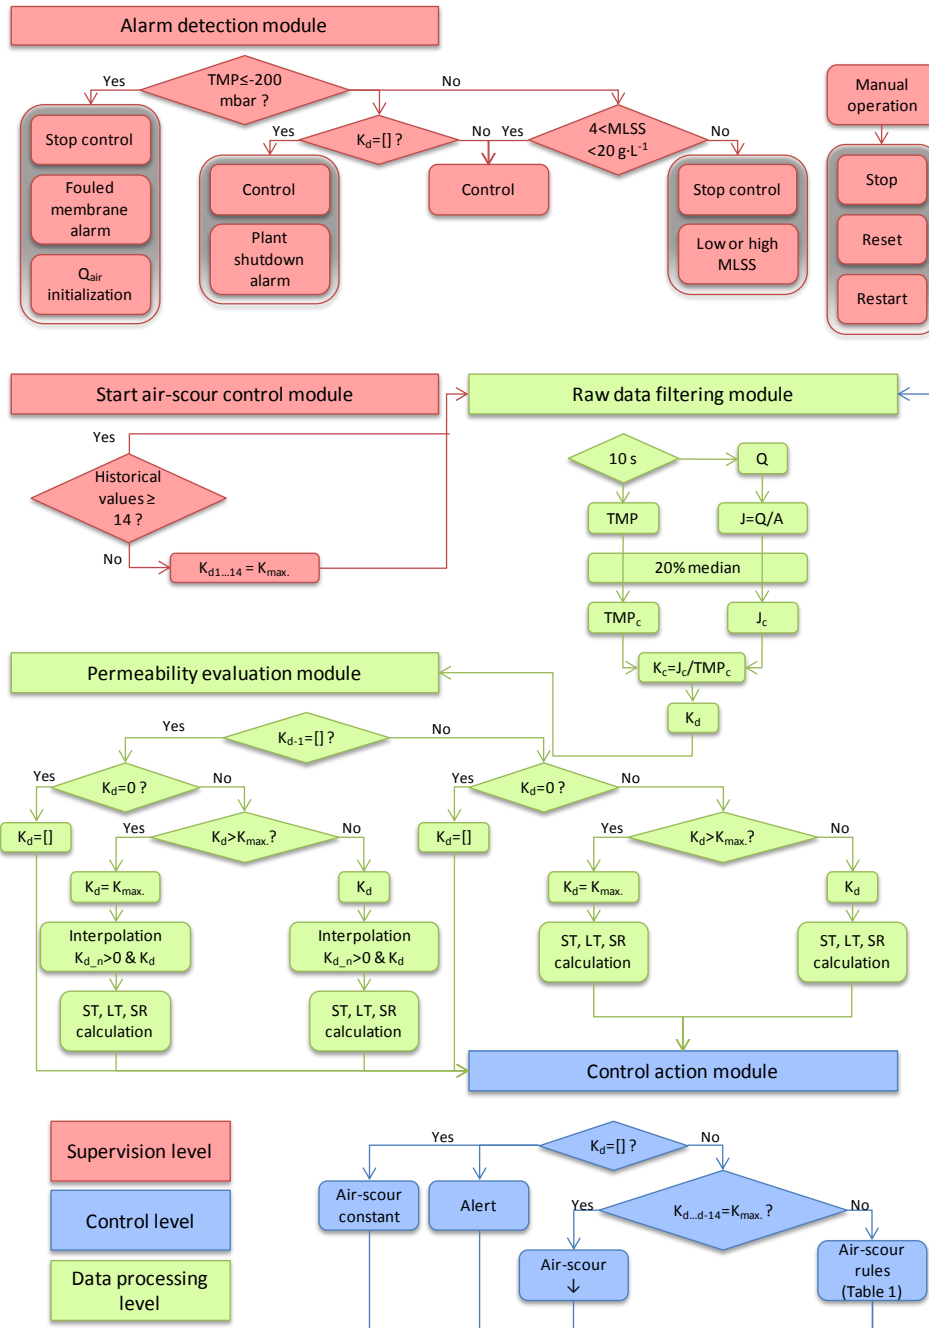 Alarm detection module
Yes
TMP≤-200
mbar ?
No
Manual
operation
Stop control
Fouled
membrane
alarm
Qair
initialization
Yes
Kd=[] ?
No
Yes
4<MLSS
<20 g·L-1
No
Control
Plant
shutdown
alarm
Control
Stop control
Low or high
MLSS
Stop
Reset
Restart
Start air-scour control module
Yes
Historical
values ≥
14 ?
No
Kd1...14 = Kmax.
Raw data filtering module
10 s
Q
TMP
J=Q/A
20% median
TMPc
Jc
Kc=Jc/TMPc
Kd
Permeability evaluation module
Yes
Kd-1=[] ?
No
Yes
Kd=0 ?
No
Yes
Kd=0 ?
No
Kd=[]
Yes
Kd>Kmax.?
No
Kd=[]
Yes
Kd>Kmax.?
No
Kd= Kmax.
Kd
Kd= Kmax.
Kd
Interpolation
Kd_n>0 & Kd
Interpolation
Kd_n>0 & Kd
ST, LT, SR
calculation
ST, LT, SR
calculation
ST, LT, SR
calculation
ST, LT, SR
calculation
Control action module
Supervision level
Control level
Data processing
level
Yes
Kd=[] ?
No
Air-scour
constant
Alert
Yes
Kd...d-14=Kmax. ?
No
Air-scour
↓
Air-scour
rules
(Table 1)